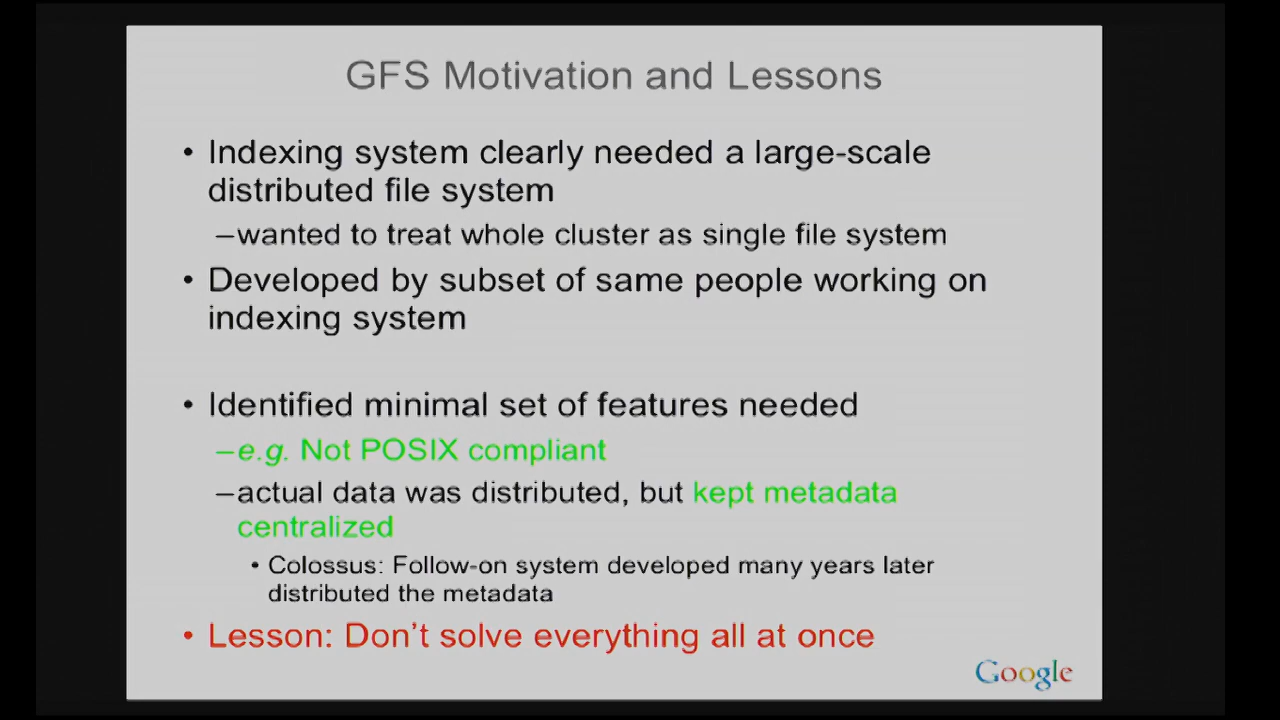 GFS Motivation and Lessons
• Indexing system clearly needed a large-scale
distributed file system
–wanted to treat whole cluster as single file system
• Developed by subset of same people working on
indexing system
• Identified minimal set of features needed
–e.g. Not POSIX compliant
–actual data was distributed, but kept metadata
centralized
• Colossus: Follow-on system developed many years later
distributed the metadata
• Lesson: Don't solve everything all at once
Google